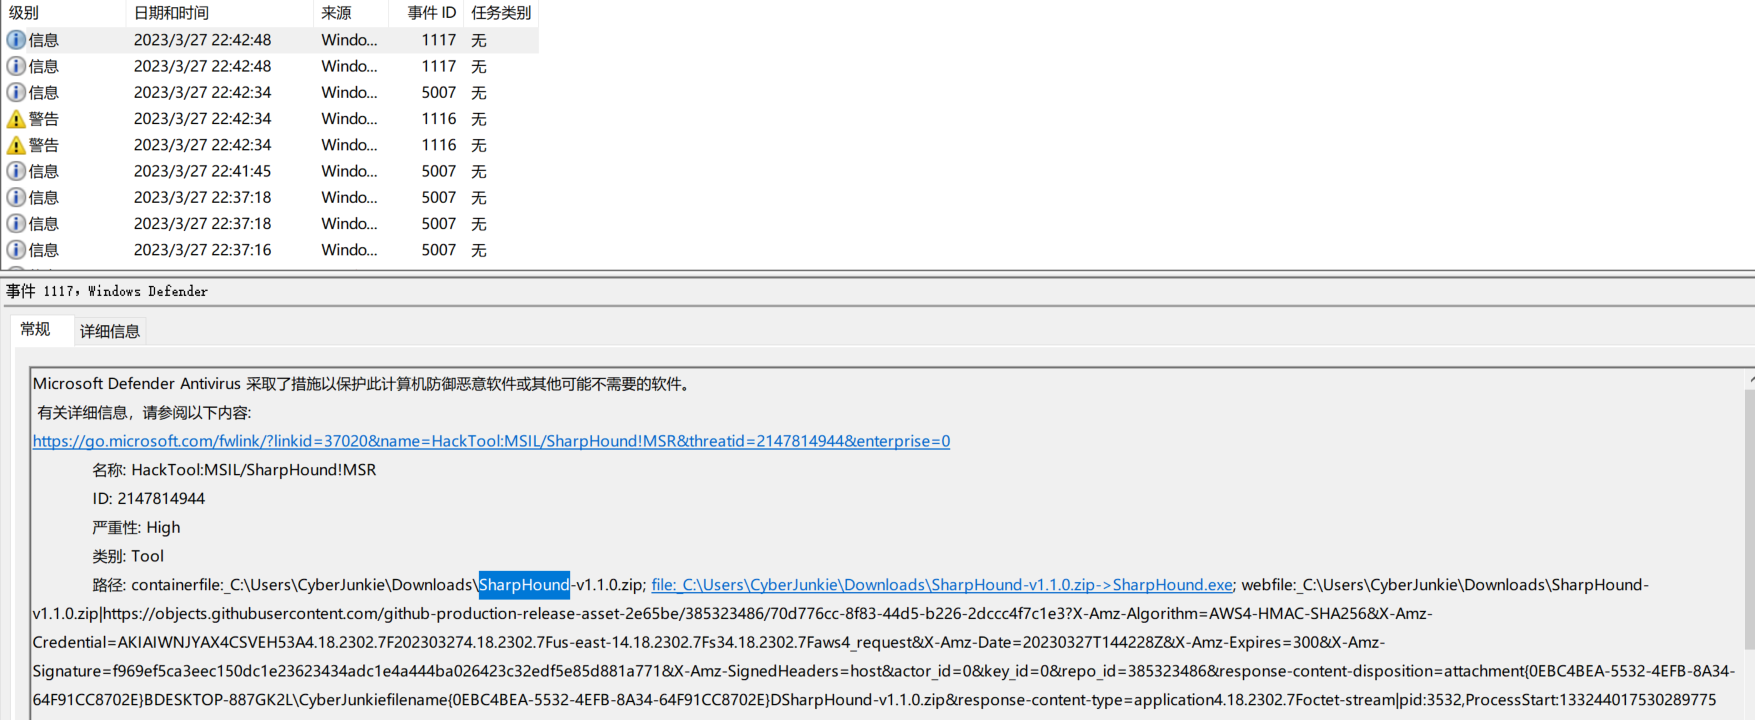 级别 日期和时间 来源 事件 ID 任务类别
信息 2023/3/27 22:42:48 Windo... 1117 无
信息 2023/3/27 22:42:48 Windo... 1117 无
信息 2023/3/27 22:42:34 Windo... 5007 无
警告 2023/3/27 22:42:34 Windo... 1116 无
警告 2023/3/27 22:42:34 Windo... 1116 无
信息 2023/3/27 22:41:45 Windo... 5007 无
信息 2023/3/27 22:37:18 Windo... 5007 无
信息 2023/3/27 22:37:18 Windo... 5007 无
信息 2023/3/27 22:37:16 Windo... 5007 无
事件 1117，Windows Defender
常规 详细信息
Microsoft Defender Antivirus 采取了措施以保护此计算机防御恶意软件或其他可能不需要的软件。
有关详细信息，请参阅以下内容:
https://go.microsoft.com/fwlink/?linkid=37020&name=HackTool:MSIL/SharpHound!MSR&threatid=2147814944&enterprise=0
名称: HackTool:MSIL/SharpHound!MSR
ID: 2147814944
严重性: High
类别: Tool
路径: containerfile:_C:\Users\CyberJunkie\Downloads\SharpHound-v1.1.0.zip; file:_C:\Users\CyberJunkie\Downloads\SharpHound-v1.1.0.zip->SharpHound.exe; webfile:_C:\Users\CyberJunkie\Downloads\SharpHound-
v1.1.0.zip|https://objects.githubusercontent.com/github-production-release-asset-2e65be/385323486/70d776cc-8f83-44d5-b226-2dccc4f7c1e3?X-Amz-Algorithm=AWS4-HMAC-SHA256&X-Amz-
Credential=AKIAIWNJYAX4CSVEH53A4.18.2302.7F202303274.18.2302.7Fus-east-14.18.2302.7Fs34.18.2302.7Faws4_request&X-Amz-Date=20230327T144228Z&X-Amz-Expires=300&X-Amz-
Signature=f969ef5ca3eec150dc1e23623434adc1e4a444ba026423c32edf5e85d881a771&X-Amz-SignedHeaders=host&actor_id=0&key_id=0&repo_id=385323486&response-content-disposition=attachment{0EBC4BEA-5532-4EFB-8A34-
64F91CC8702E}BDESKTOP-887GK2L\CyberJunkiefilename{0EBC4BEA-5532-4EFB-8A34-64F91CC8702E}DSharpHound-v1.1.0.zip&response-content-type=application4.18.2302.7Foctet-stream|pid:3532,ProcessStart:133244017530289775